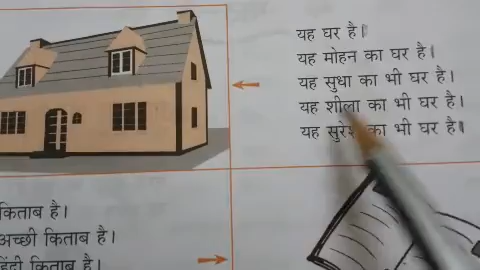 यह घर है।
यह मोहन का घर है।
यह सुधा का भी घर है।
यह शीला का भी घर है।
यह सुरेश का भी घर है।
किताब है।
अच्छी किताब है।
हिंदी किताब है।